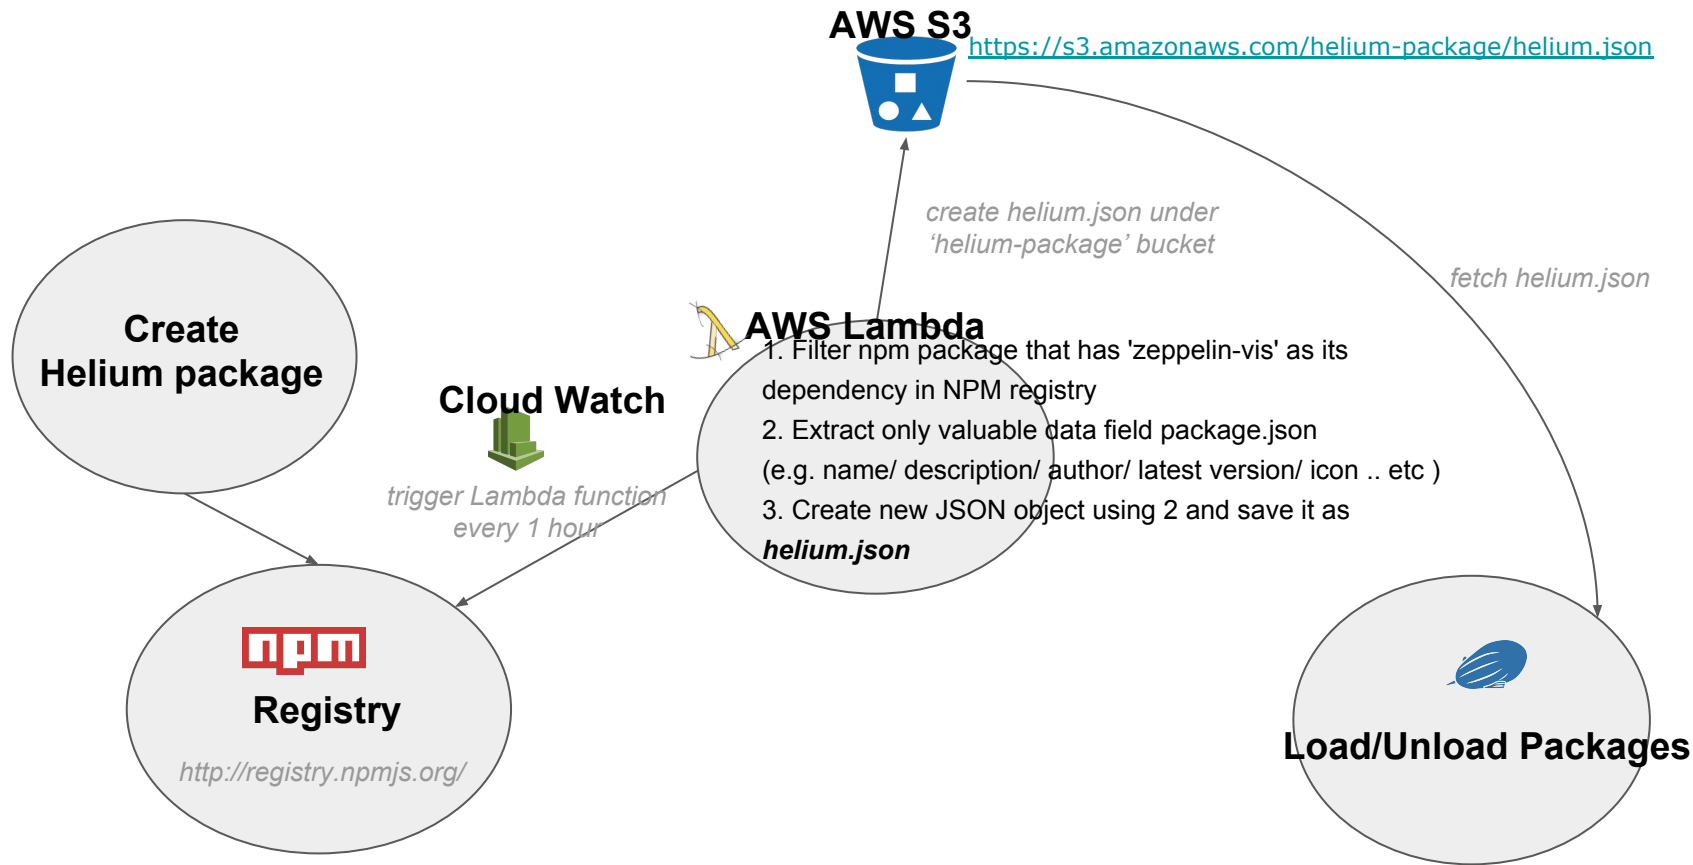 AWS S3
https://s3.amazonaws.com/helium-package/helium.json
create helium.json under
‘helium-package’ bucket
fetch helium.json
Create
Helium package
AWS Lambda
1. Filter npm package that has 'zeppelin-vis' as its
dependency in NPM registry
2. Extract only valuable data field package.json
(e.g. name/ description/ author/ latest version/ icon .. etc )
3. Create new JSON object using 2 and save it as
helium.json
Cloud Watch
trigger Lambda function
every 1 hour
npm
Registry
http://registry.npmjs.org/
Load/Unload Packages